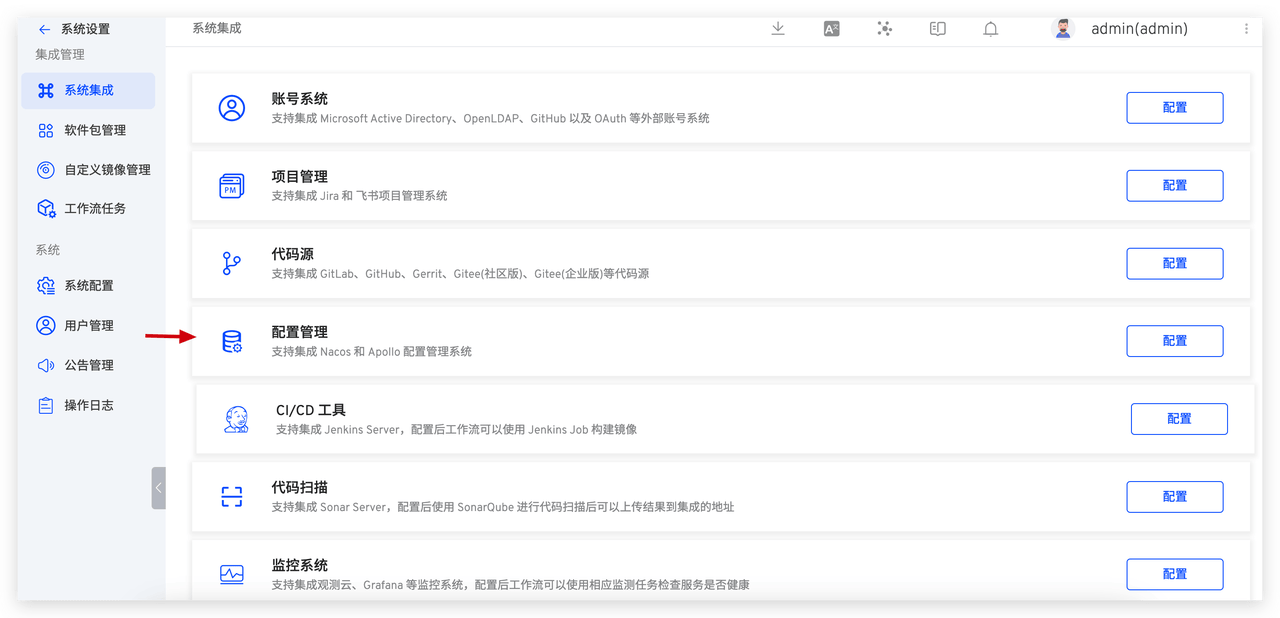 系统设置
系统集成
admin(admin)
集成管理
系统集成
软件包管理
自定义镜像管理
工作流任务
系统
系统配置
用户管理
公告管理
操作日志
账号系统
支持集成 Microsoft Active Directory、OpenLDAP、GitHub 以及 OAuth 等外部账号系统
配置
项目管理
支持集成 Jira 和 飞书项目管理系统
配置
PM
代码源
支持集成 GitLab、GitHub、Gerrit、Gitee(社区版)、Gitee(企业版)等代码源
配置
配置管理
支持集成 Nacos 和 Apollo 配置管理系统
配置
CI/CD 工具
支持集成 Jenkins Server，配置后工作流可以使用 Jenkins Job 构建镜像
配置
代码扫描
支持集成 Sonar Server，配置后使用 SonarQube 进行代码扫描后可以上传结果到集成的地址
配置
监控系统
支持集成观测云、Grafana 等监控系统，配置后工作流可以使用相应监测任务检查服务是否健康
配置